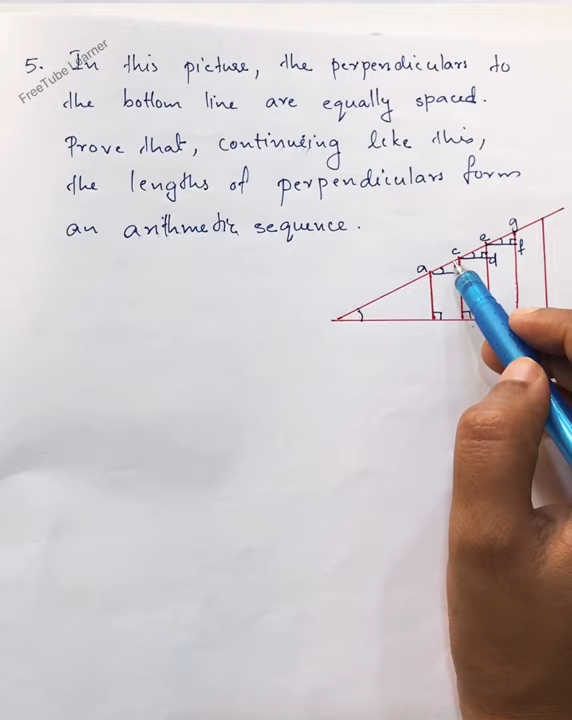 5. In this picture, the perpendiculars to
the bottom line are equally spaced.
Prove that, continuing like this,
the lengths of perpendiculars form
an arithmetic sequence.
FreeTube Learner
g
e
f
c
d
a